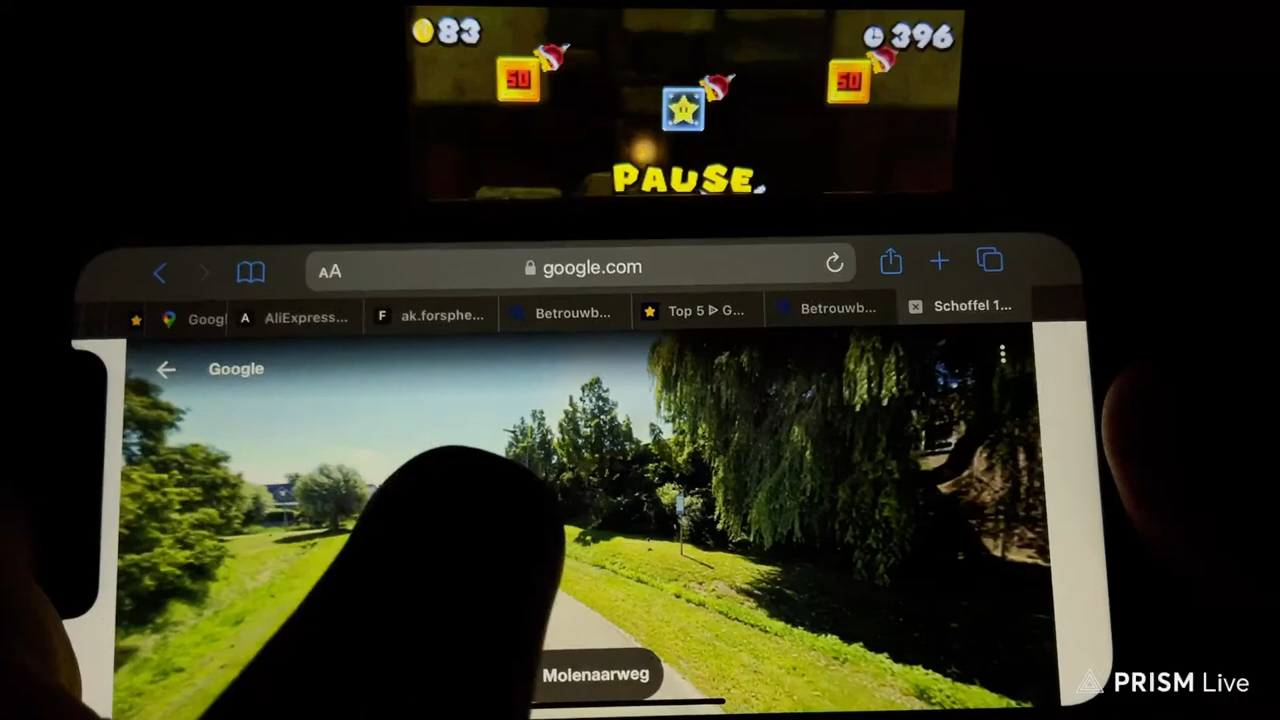 83
396
50
50
PAUSE
AA
google.com
Googl
A
AliExpress...
F
ak.forsphe...
Betrouwb...
Top 5 ᐅ G...
Betrouwb...
Schoffel 1...
Google
Molenaarweg
PRISM Live